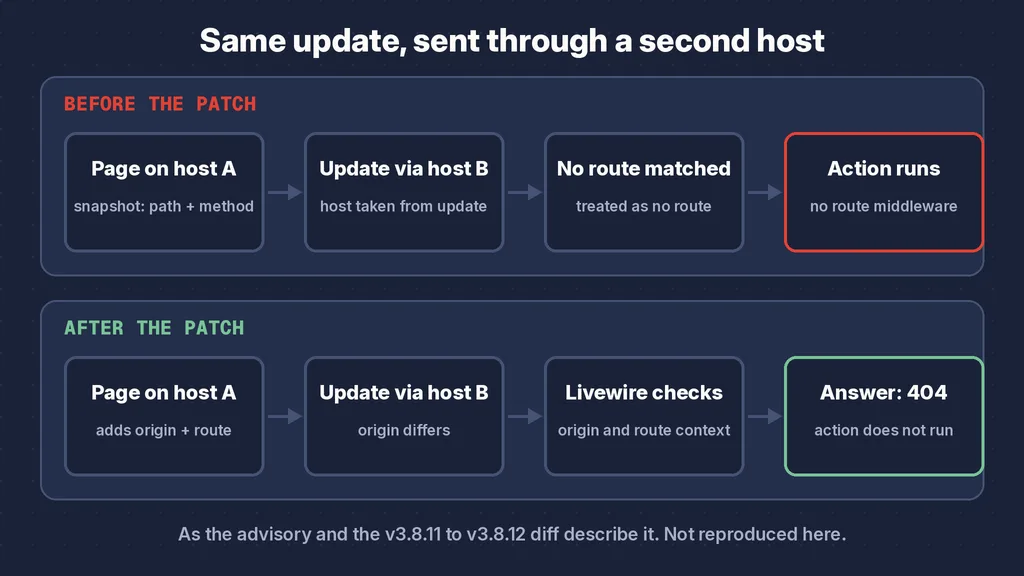 Same update, sent through a second host
BEFORE THE PATCH
Page on host A
snapshot: path + method
Update via host B
host taken from update
No route matched
treated as no route
Action runs
no route middleware
AFTER THE PATCH
Page on host A
adds origin + route
Update via host B
origin differs
Livewire checks
origin and route context
Answer: 404
action does not run
As the advisory and the v3.8.11 to v3.8.12 diff describe it. Not reproduced here.